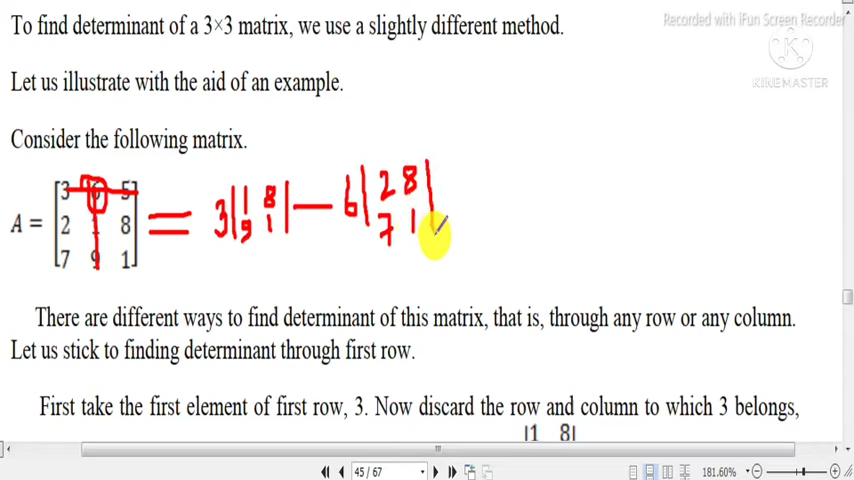 To find determinant of a 3×3 matrix, we use a slightly different method.
Recorded with iFun Screen Recorder
KINEMASTER
Let us illustrate with the aid of an example.
Consider the following matrix.
A = [3 6 5
2 1 8
7 9 1] = 3|1 8
9 1| — 6|2 8
7 1|
There are different ways to find determinant of this matrix, that is, through any row or any column.
Let us stick to finding determinant through first row.
First take the first element of first row, 3. Now discard the row and column to which 3 belongs,
|1 8|
45 / 67
181.60%